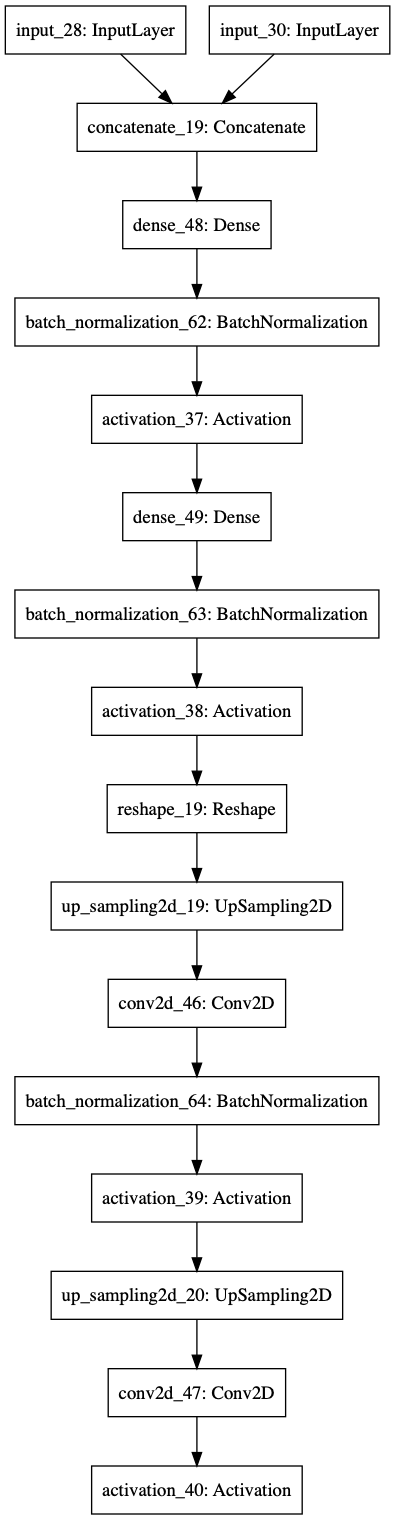 input_28: InputLayer
input_30: InputLayer
concatenate_19: Concatenate
dense_48: Dense
batch_normalization_62: BatchNormalization
activation_37: Activation
dense_49: Dense
batch_normalization_63: BatchNormalization
activation_38: Activation
reshape_19: Reshape
up_sampling2d_19: UpSampling2D
conv2d_46: Conv2D
batch_normalization_64: BatchNormalization
activation_39: Activation
up_sampling2d_20: UpSampling2D
conv2d_47: Conv2D
activation_40: Activation